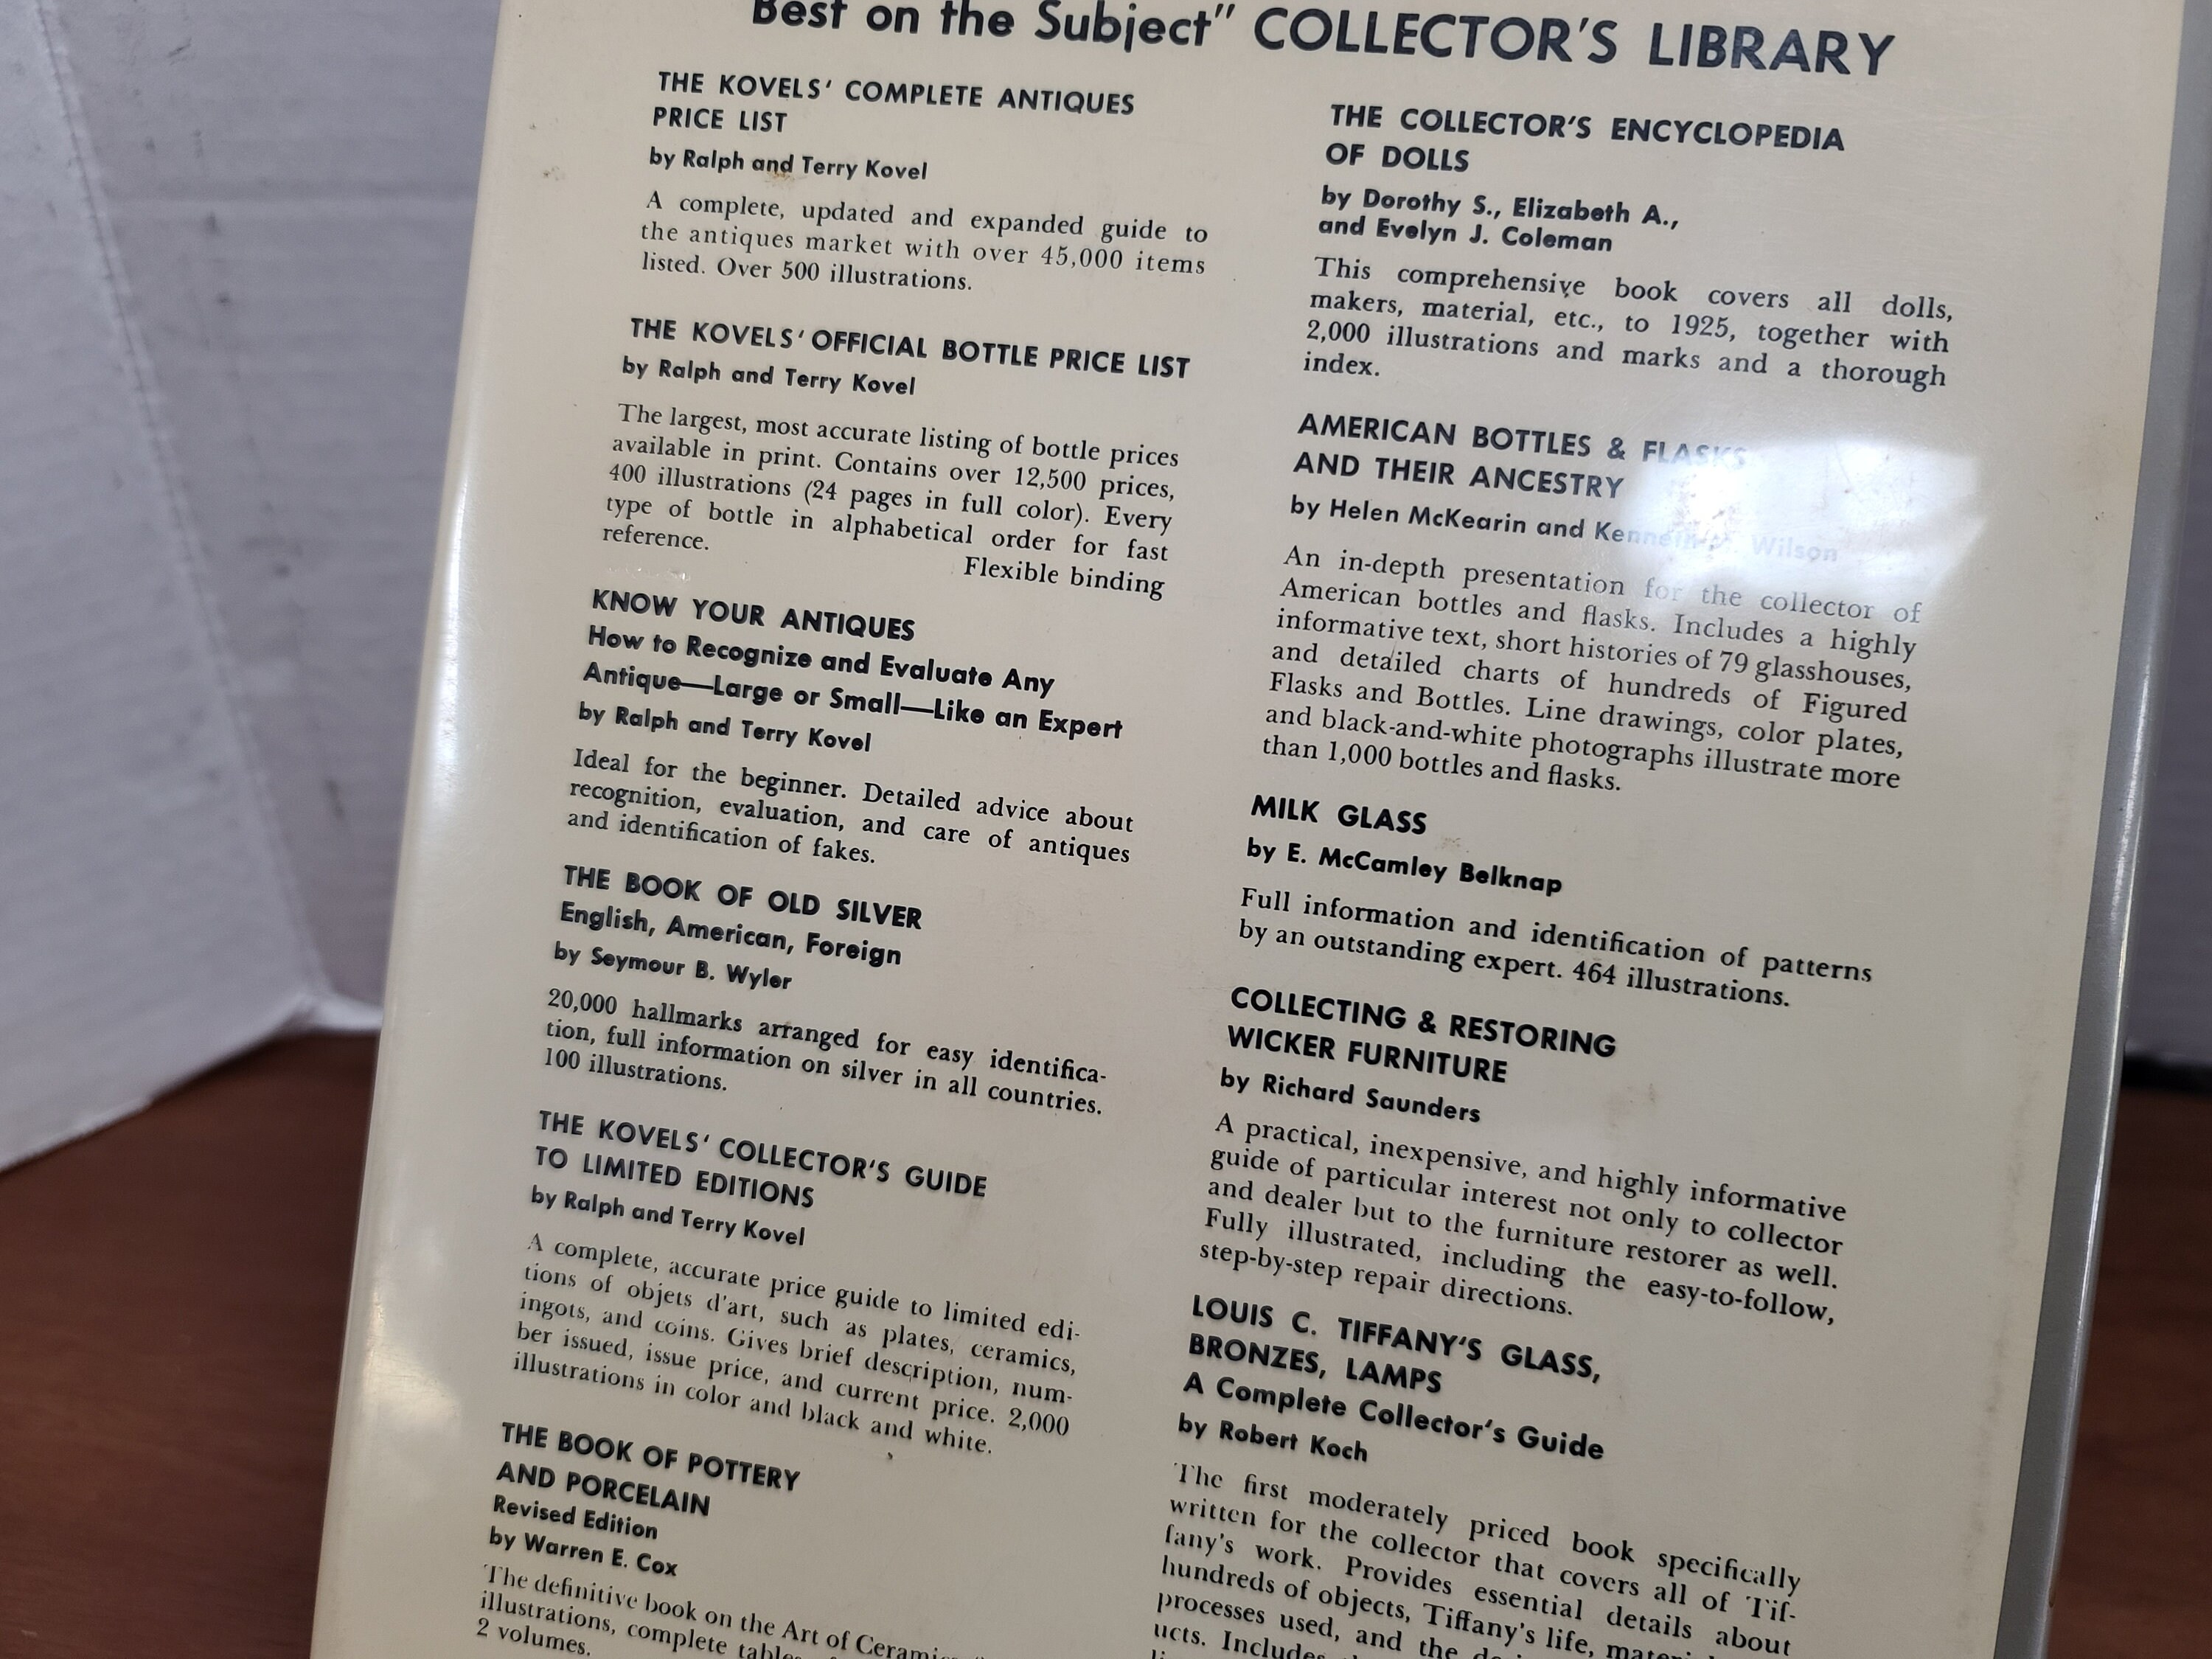 Best on the Subject" COLLECTOR'S LIBRARY
THE KOVELS' COMPLETE ANTIQUES
PRICE LIST
by Ralph and Terry Kovel
A complete, updated and expanded guide to
the antiques market with over 45,000 items
listed. Over 500 illustrations.
THE KOVELS' OFFICIAL BOTTLE PRICE LIST
by Ralph and Terry Kovel
The largest, most accurate listing of bottle prices
available in print. Contains over 12,500 prices,
400 illustrations (24 pages in full color). Every
type of bottle in alphabetical order for fast
reference.
Flexible binding
KNOW YOUR ANTIQUES
How to Recognize and Evaluate Any
Antique—Large or Small—Like an Expert
by Ralph and Terry Kovel
Ideal for the beginner. Detailed advice about
recognition, evaluation, and care of antiques
and identification of fakes.
THE BOOK OF OLD SILVER
English, American, Foreign
by Seymour B. Wyler
20,000 hallmarks arranged for easy identifica-
tion, full information on silver in all countries.
100 illustrations.
THE KOVELS' COLLECTOR'S GUIDE
TO LIMITED EDITIONS
by Ralph and Terry Kovel
A complete, accurate price guide to limited edi-
tions of objets d'art, such as plates, ceramics,
ingots, and coins. Gives brief description, num-
ber issued, issue price, and current price. 2,000
illustrations in color and black and white.
THE BOOK OF POTTERY
AND PORCELAIN
Revised Edition
by Warren E. Cox
The definitive book on the Art of
illustrations, complete
2 volumes.
THE COLLECTOR'S ENCYCLOPEDIA
OF DOLLS
by Dorothy S., Elizabeth A.,
and Evelyn J. Coleman
This comprehensive book covers all dolls,
makers, material, etc., to 1925, together with
2,000 illustrations and marks and a thorough
index.
AMERICAN BOTTLES & FLASKS
AND THEIR ANCESTRY
by Helen McKearin and Kenneth Wilson
An in-depth presentation for the collector of
American bottles and flasks. Includes a highly
informative text, short histories of 79 glasshouses,
and detailed charts of hundreds of Figured
Flasks and Bottles. Line drawings, color plates,
and black-and-white photographs illustrate more
than 1,000 bottles and flasks.
MILK GLASS
by E. McCamley Belknap
Full information and identification of patterns
by an outstanding expert. 464 illustrations.
COLLECTING & RESTORING
WICKER FURNITURE
by Richard Saunders
A practical, inexpensive, and highly informative
guide of particular interest not only to collector
and dealer but to the furniture restorer as well.
Fully illustrated, including the easy-to-follow,
step-by-step repair directions.
LOUIS C. TIFFANY'S GLASS,
BRONZES, LAMPS
A Complete Collector's Guide
by Robert Koch
The first moderately priced book specifically
written for the collector that covers all of Tif-
fany's work. Provides essential details about
hundreds of objects, Tiffany's life,
processes used, and the
ucts. Includes